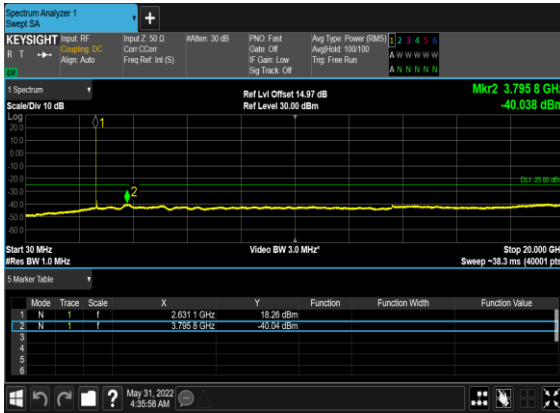 Spectrum Analyzer 1
Swept SA
+
KEYSIGHT Input: RF Input Z: 50 Ω #Atten: 30 dB PNO: Fast Avg Type: Power (RMS) 1 2 3 4 5 6
R T Coupling: DC Corr CCorr Gate: Off Avg|Hold: 100/100 A W W W W W
Align: Auto Freq Ref: Int (S) IF Gain: Low Trig: Free Run
Sig Track: Off A N N N N N
1 Spectrum
Scale/Div 10 dB
Ref Lvl Offset 14.97 dB
Ref Level 30.00 dBm
Mkr2 3.795 8 GHz
-40.038 dBm
Log
20.0
10.0
0.00
-10.0
-20.0
-30.0
-40.0
-50.0
-60.0
1
2
DL1 -25.00 dBm
Start 30 MHz Video BW 3.0 MHz* Stop 20.000 GHz
#Res BW 1.0 MHz Sweep ~38.3 ms (40001 pts)
5 Marker Table
Mode Trace Scale X Y Function Function Width Function Value
1 N 1 f 2.631 1 GHz 18.26 dBm
2 N 1 f 3.795 8 GHz -40.04 dBm
3
4
5
6
? May 31, 2022
4:35:58 AM